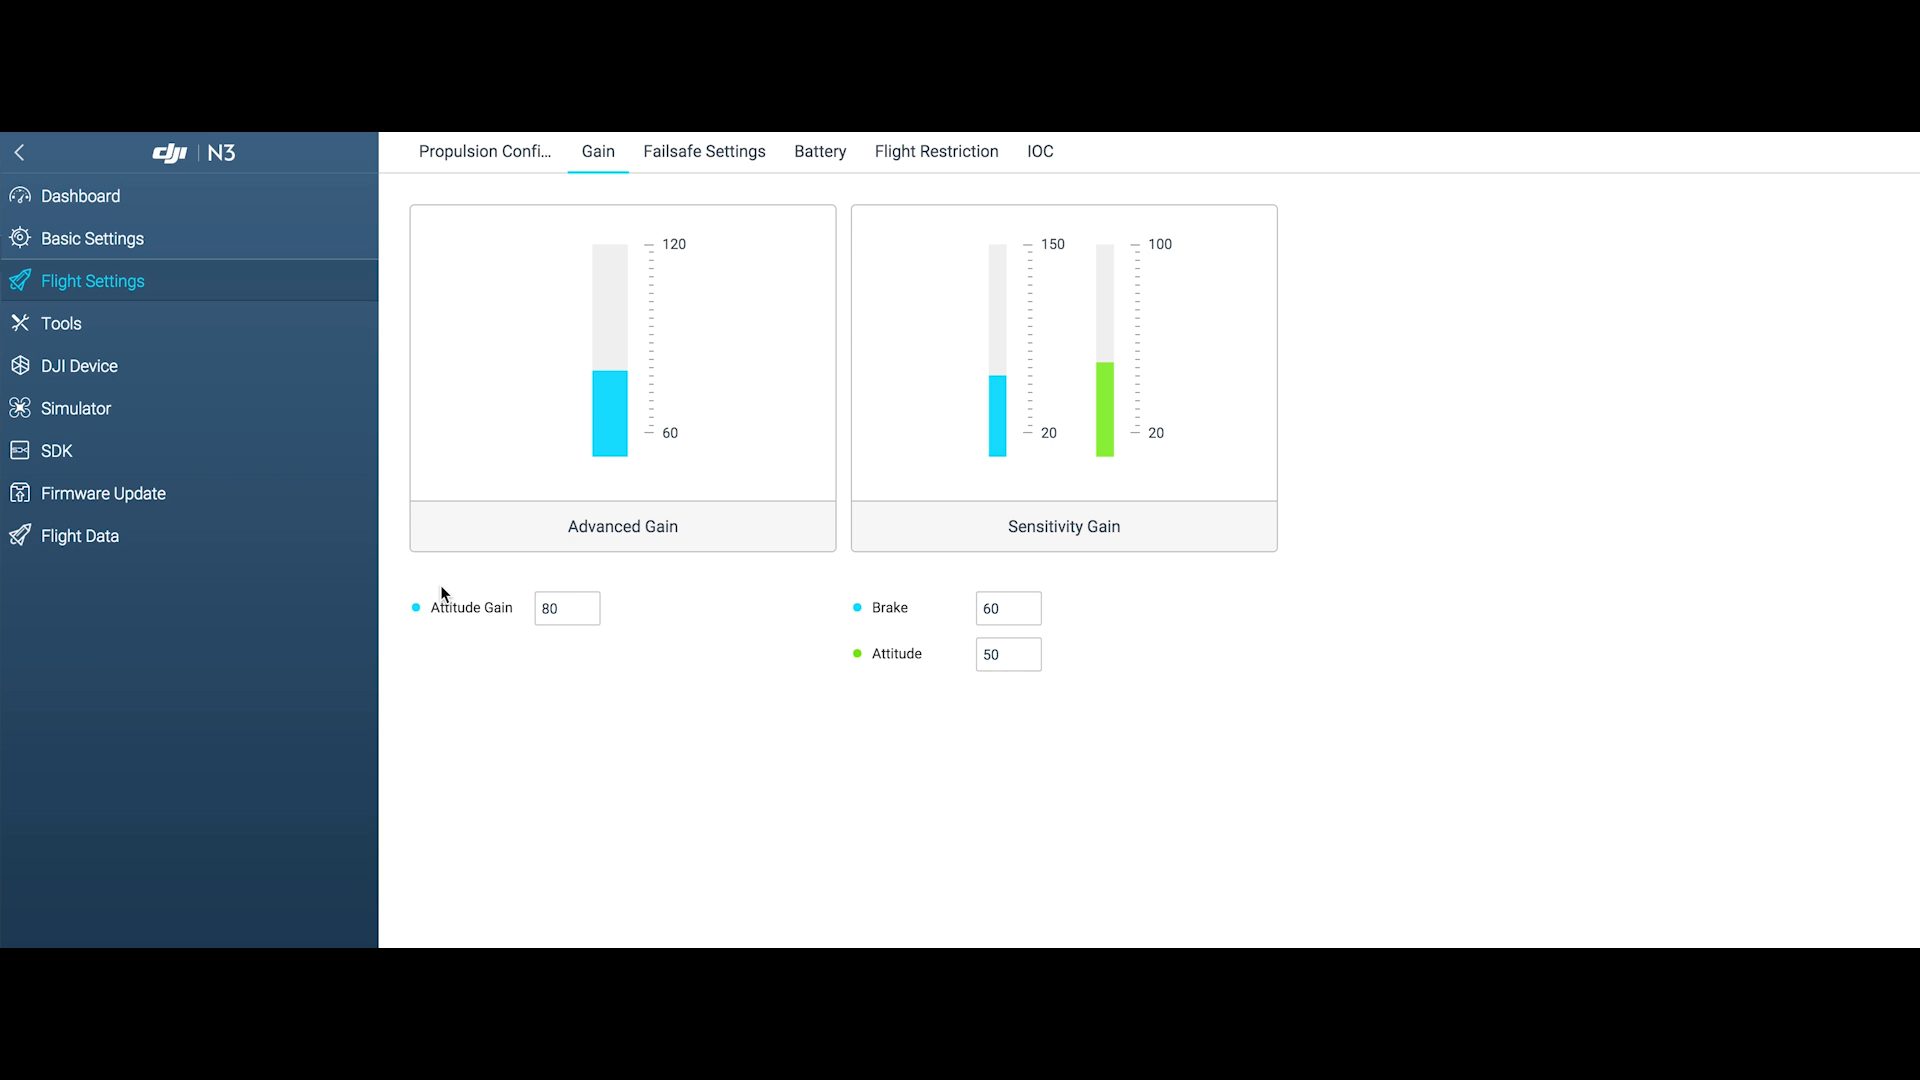 dji | N3
Dashboard
Basic Settings
Flight Settings
Tools
DJI Device
Simulator
SDK
Firmware Update
Flight Data
Propulsion Confi... Gain Failsafe Settings Battery Flight Restriction IOC
120
60
Advanced Gain
150 100
20 20
Sensitivity Gain
Attitude Gain 80
Brake 60
Attitude 50